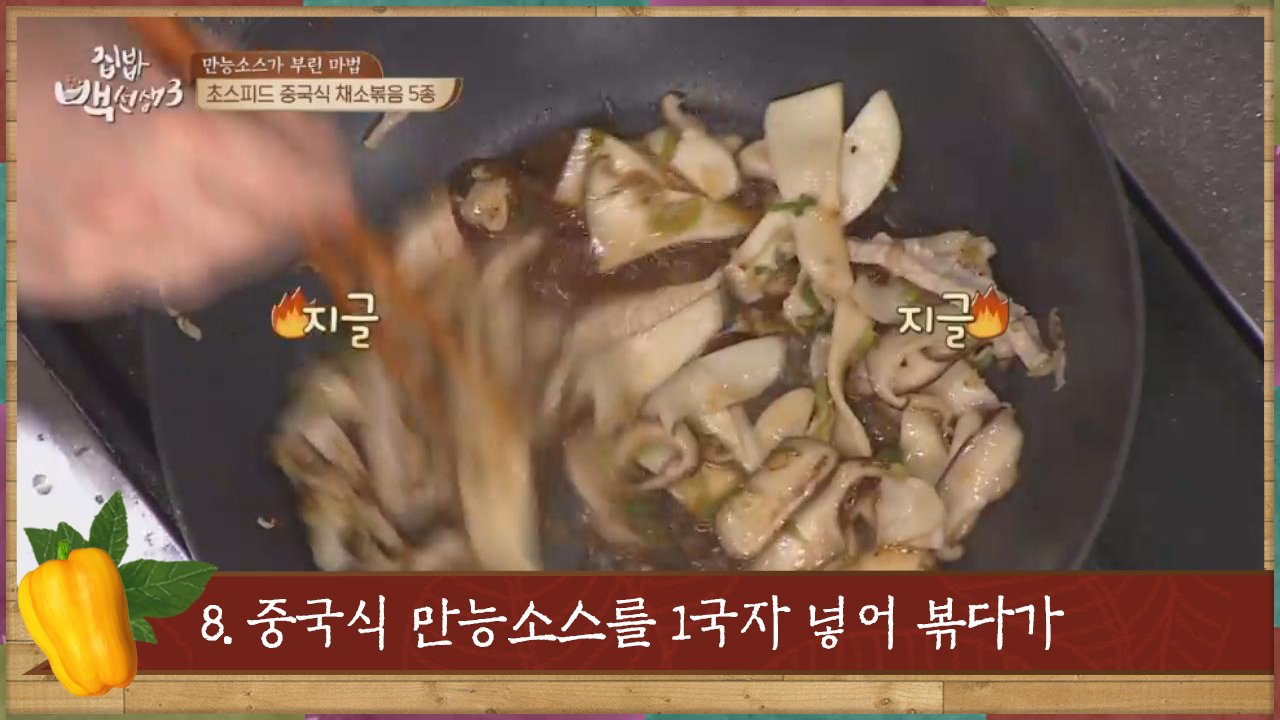 집밥
백선생3
만능소스가 부린 마법
초스피드 중국식 채소볶음 5종
지글
지글
8. 중국식 만능소스를 1국자 넣어 볶다가